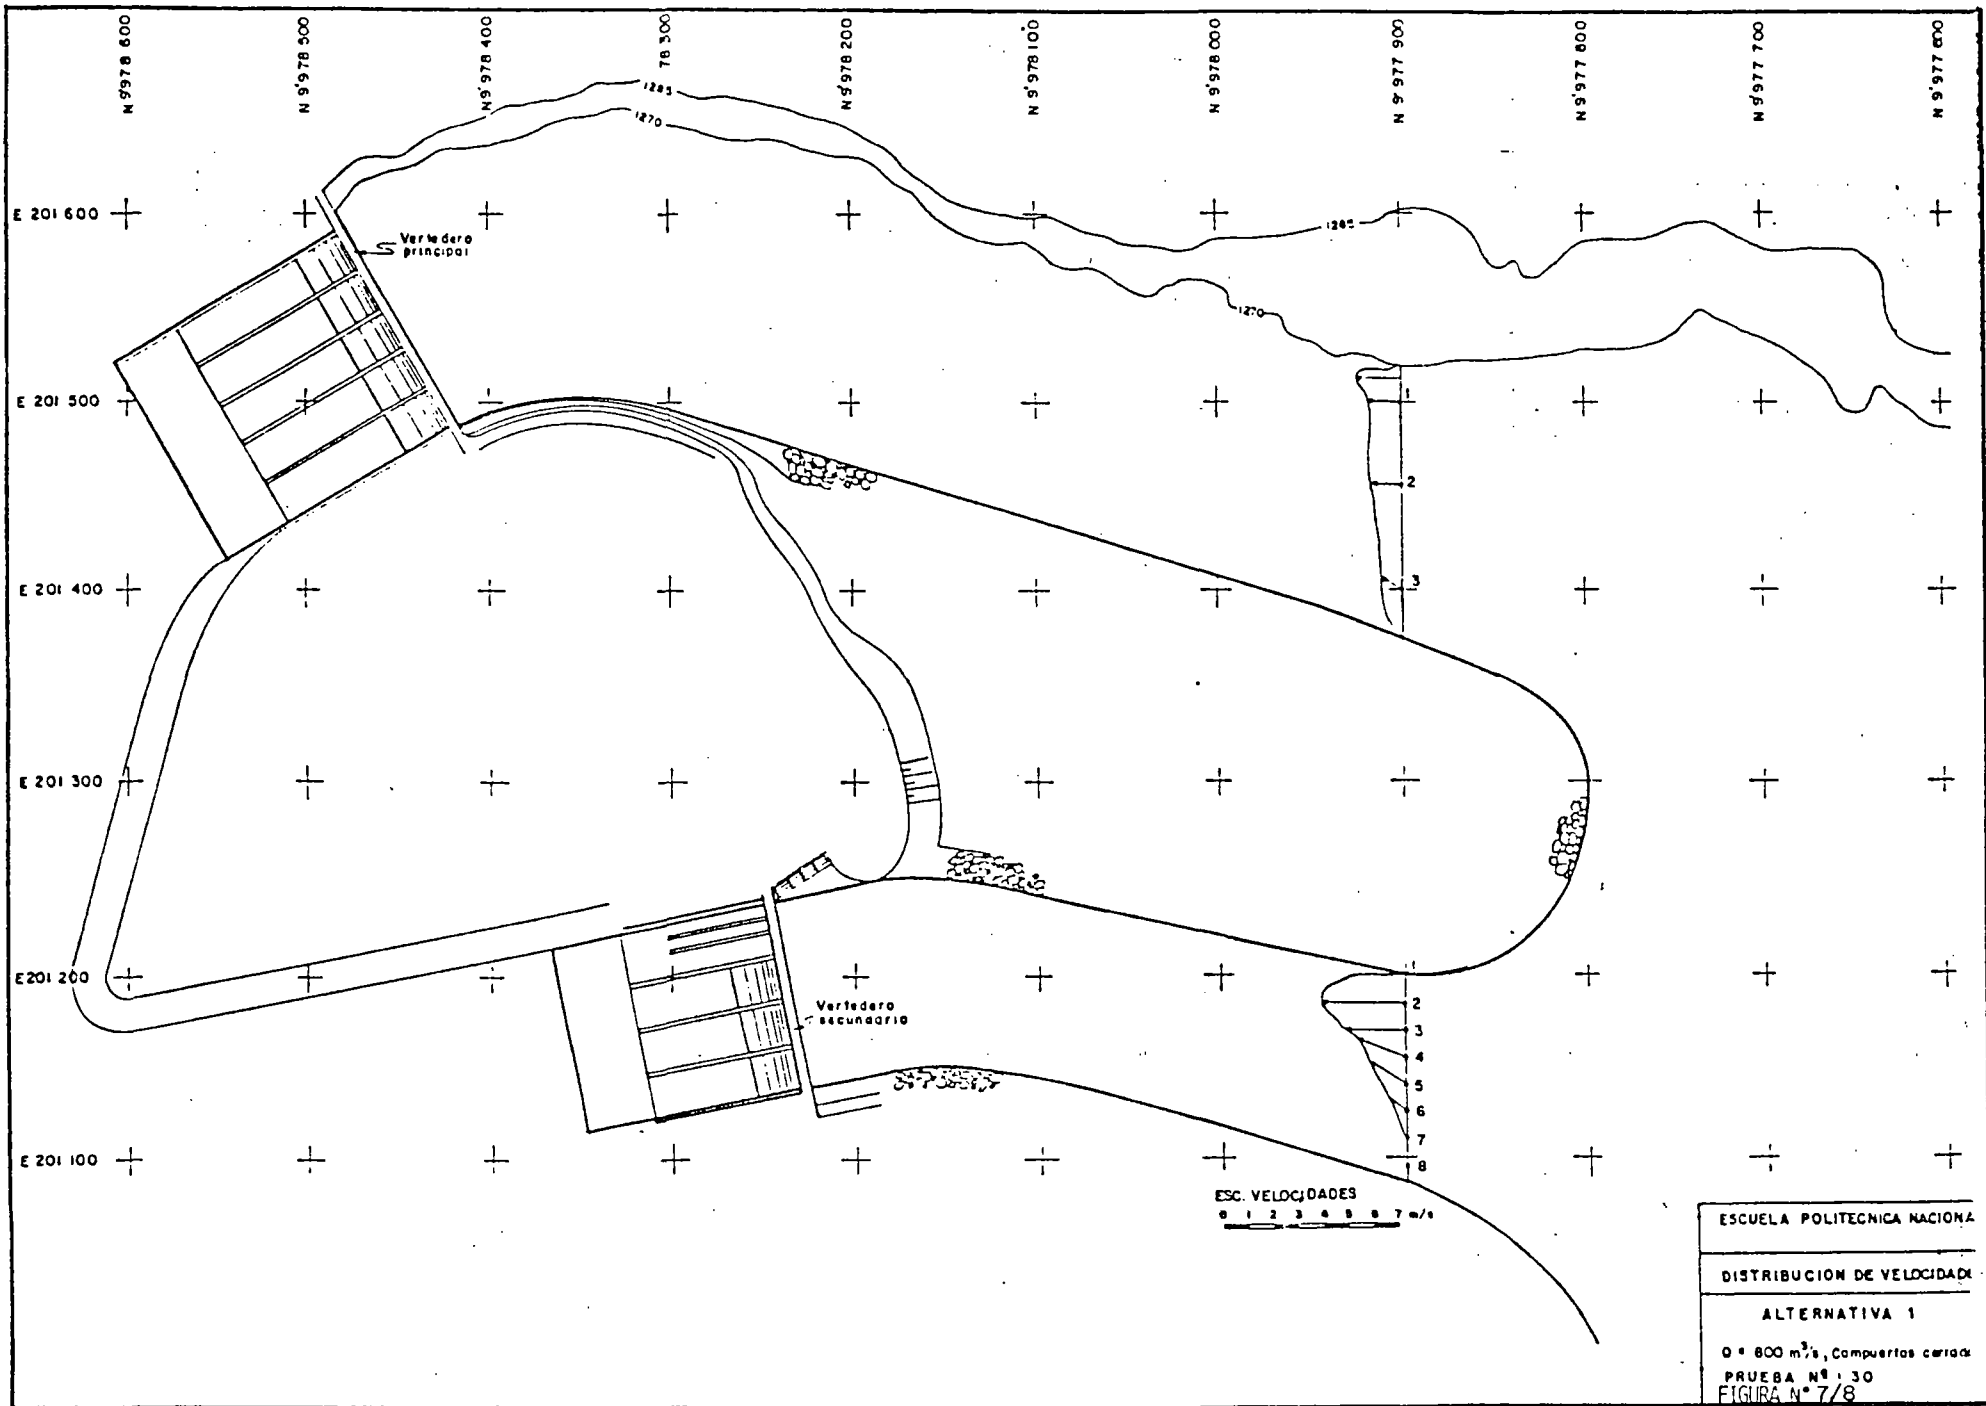 N 9'978 600
N 9'978 500
N 9'978 400
78 300
N 9'978 200
N 9'978 100
N 9'978 000
N 9'977 900
N 9'977 800
N 9'977 700
N 9'977 600
1285
1270
E 201 600
Vertedero
principal
1285
1270
E 201 500
2
E 201 400
3
E 201 300
E 201 200
Vertedero
secundario
2
3
4
5
6
7
8
E 201 100
ESC. VELOCIDADES
0 1 2 3 4 5 6 7 m/s
ESCUELA POLITECNICA NACIONA
DISTRIBUCION DE VELOCIDADE
ALTERNATIVA 1
Q = 800 m³/s, Compuertas cerrada
PRUEBA Nº : 30
FIGURA N° 7/8